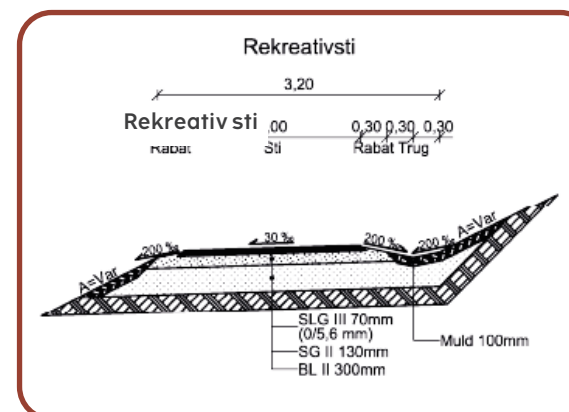 Rekreativsti
3,20
Rekreativ sti ,00 0,30 0,30 0,30
Rabat Sti Rabat Trug
200 ‰ 30 ‰ 200 ‰ 200 ‰
A=Var A=Var
SLG III 70mm
(0/5,6 mm)
SG II 130mm
BL II 300mm
Muld 100mm